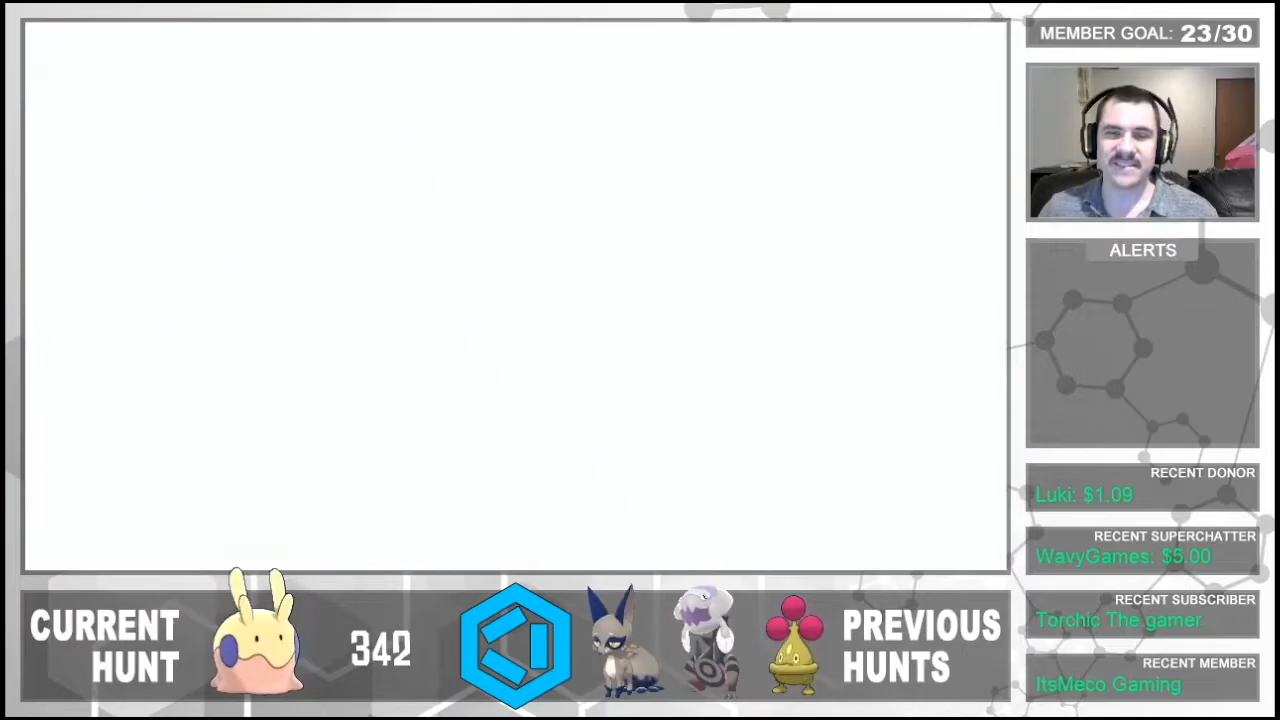 MEMBER GOAL: 23/30
ALERTS
RECENT DONOR
Luki: $1.09
RECENT SUPERCHATTER
WavyGames: $5.00
RECENT SUBSCRIBER
Torchic The gamer
RECENT MEMBER
ItsMeco Gaming
CURRENT
HUNT
342
PREVIOUS
HUNTS